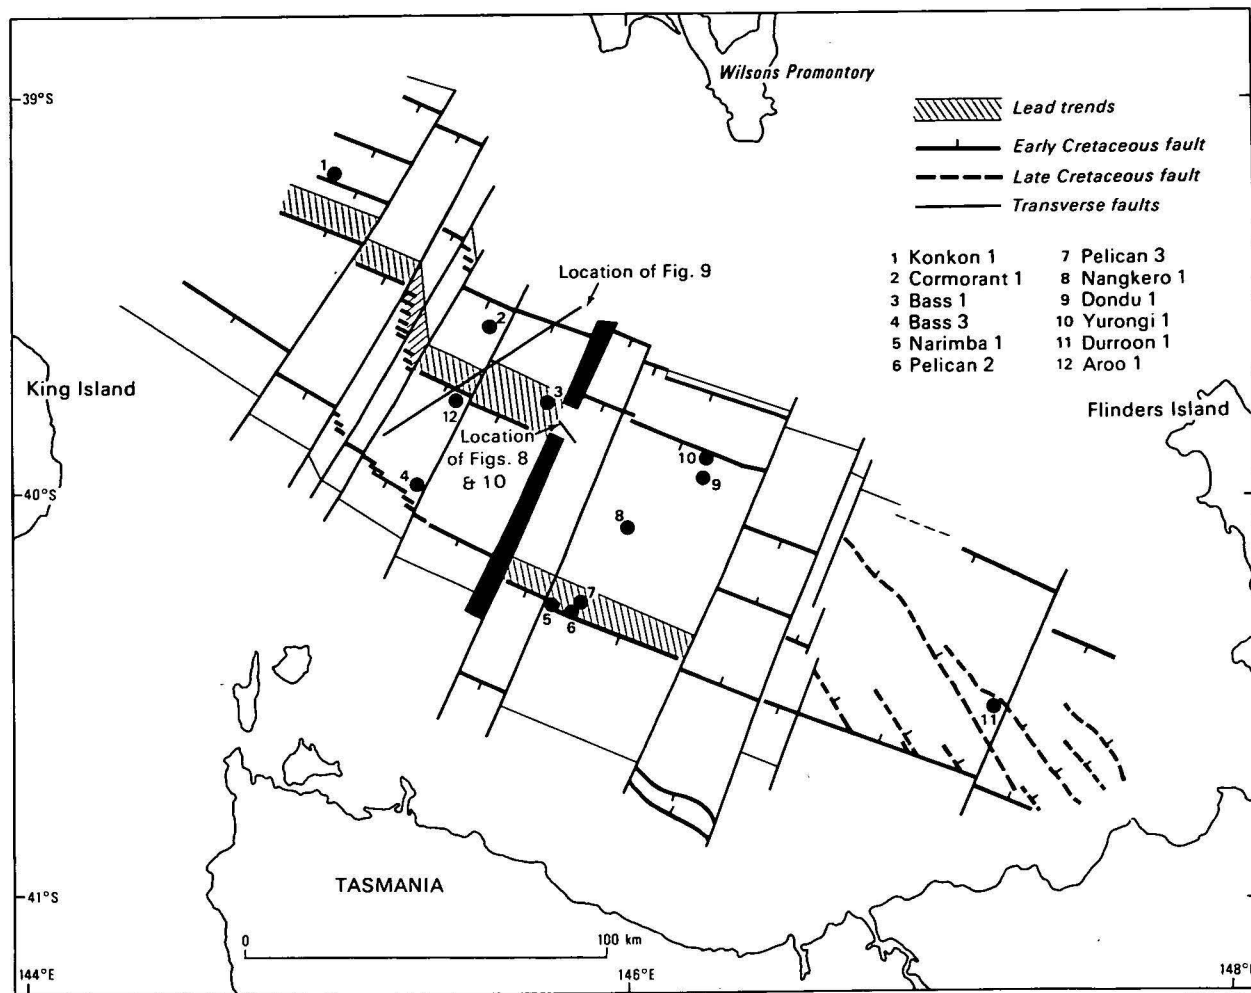 Wilsons Promontory
39°S
Lead trends
Early Cretaceous fault
Late Cretaceous fault
Transverse faults
1 Konkon 1
2 Cormorant 1
3 Bass 1
4 Bass 3
5 Narimba 1
6 Pelican 2
7 Pelican 3
8 Nangkero 1
9 Dondu 1
10 Yurongi 1
11 Durroon 1
12 Aroo 1
1
Location of Fig. 9
2
King Island
Flinders Island
3
12
Location
of Figs. 8
& 10
10
9
4
40°S
8
7
5
6
11
TASMANIA
41°S
0
100 km
144°E
146°E
148°E